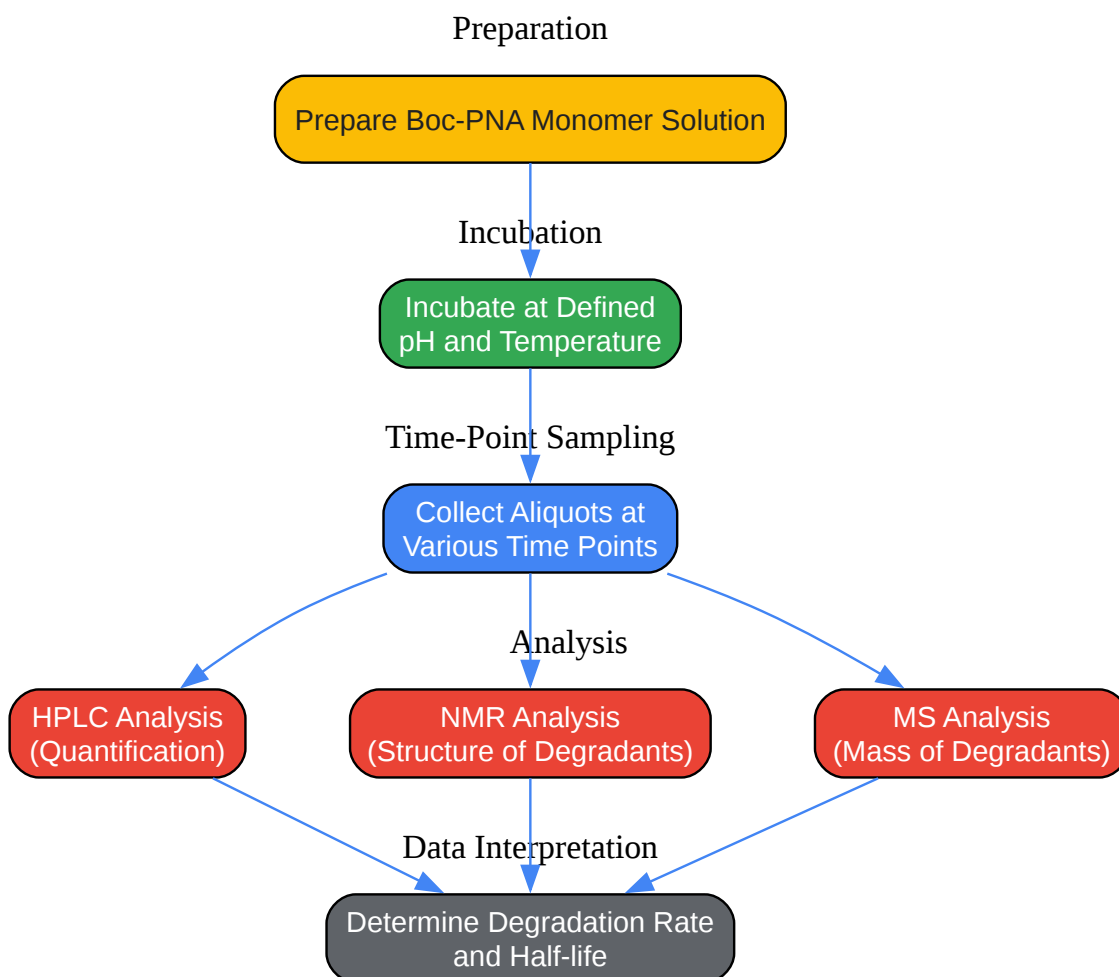 Preparation
Prepare Boc-PNA Monomer Solution
Incubation
Incubate at Defined
pH and Temperature
Time-Point Sampling
Collect Aliquots at
Various Time Points
Analysis
HPLC Analysis
(Quantification)
NMR Analysis
(Structure of Degradants)
MS Analysis
(Mass of Degradants)
Data Interpretation
Determine Degradation Rate
and Half-life